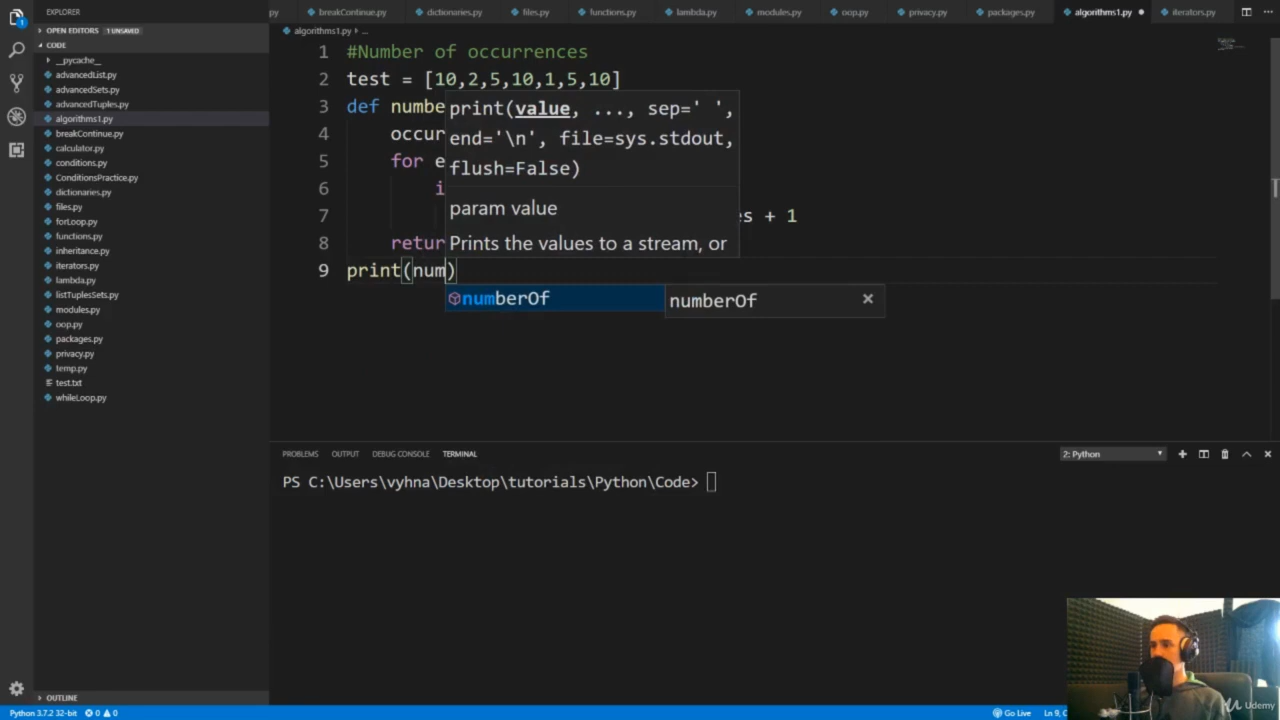 EXPLORER
OPEN EDITORS 1 UNSAVED
CODE
__pycache__
advancedList.py
advancedSets.py
advancedTuples.py
algorithms1.py
breakContinue.py
calculator.py
conditions.py
ConditionsPractice.py
dictionaries.py
files.py
forLoop.py
functions.py
inheritance.py
iterators.py
lambda.py
listTuplesSets.py
modules.py
oop.py
packages.py
privacy.py
temp.py
test.txt
whileLoop.py
OUTLINE
py breakContinue.py dictionaries.py files.py functions.py lambda.py modules.py oop.py privacy.py packages.py algorithms1.py iterators.py
algorithms1.py ...
1 #Number of occurrences
2 test = [10,2,5,10,1,5,10]
3 def numbe
4 occur
5 for e
6 i
7 es + 1
8 retur
9 print(num)
print(value, ..., sep=' ',
end='\n', file=sys.stdout,
flush=False)
param value
Prints the values to a stream, or
numberOf numberOf
PROBLEMS OUTPUT DEBUG CONSOLE TERMINAL 2: Python
PS C:\Users\vyhna\Desktop\tutorials\Python\Code>
Python 3.7.2 32-bit 0 0 Go Live Ln 9, C
Udemy